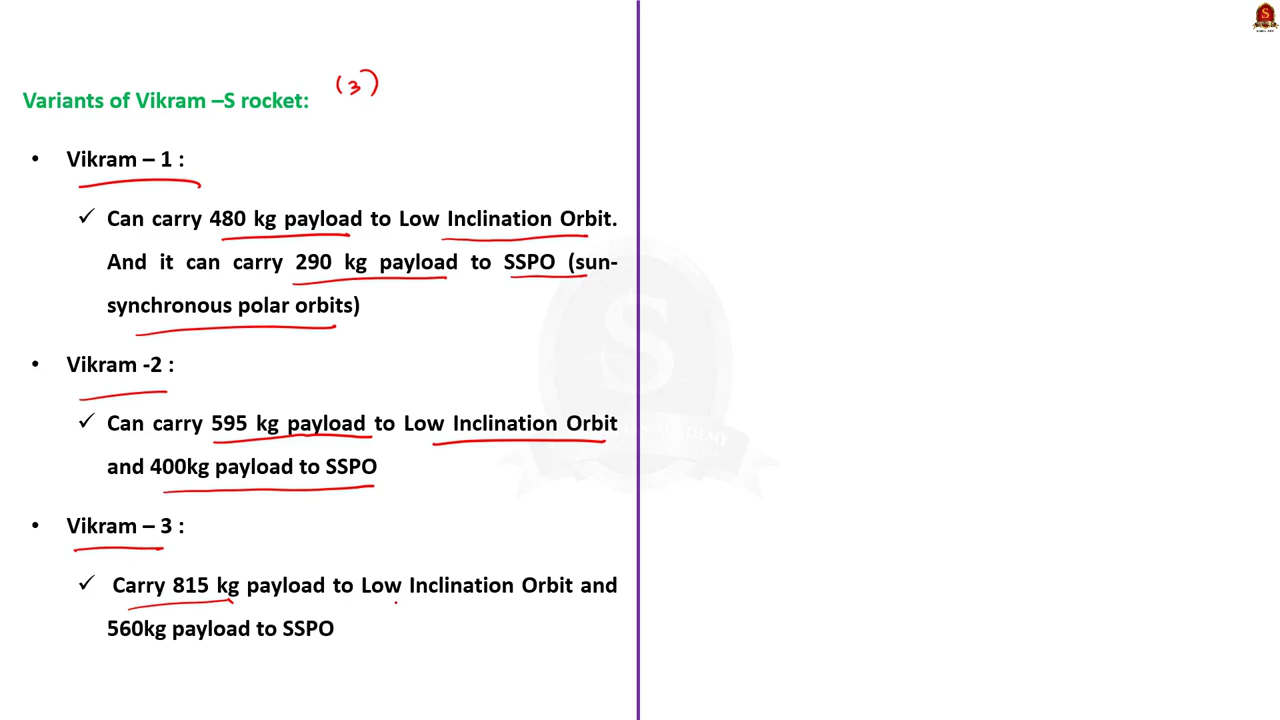 Variants of Vikram –S rocket:
(3)
• Vikram – 1 :
✓ Can carry 480 kg payload to Low Inclination Orbit.
And it can carry 290 kg payload to SSPO (sun-
synchronous polar orbits)
• Vikram -2 :
✓ Can carry 595 kg payload to Low Inclination Orbit
and 400kg payload to SSPO
• Vikram – 3 :
✓ Carry 815 kg payload to Low Inclination Orbit and
560kg payload to SSPO
S
ACADEMY
S